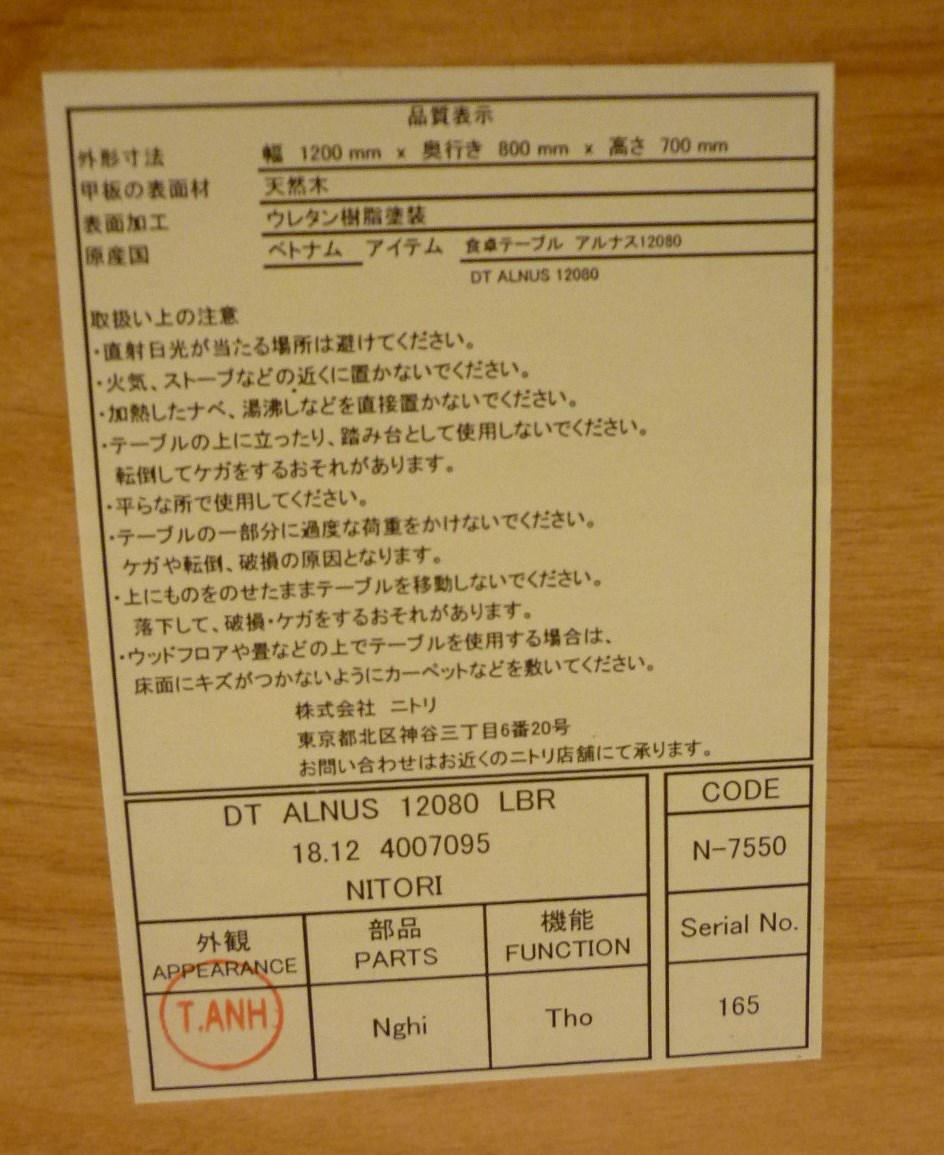 品質表示
外形寸法 幅 1200 mm x 奥行き 800 mm x 高さ 700 mm
甲板の表面材 天然木
表面加工 ウレタン樹脂塗装
原産国 ベトナム アイテム 食卓テーブル アルナス12080
DT ALNUS 12080
取扱い上の注意
・直射日光が当たる場所は避けてください。
・火気、ストーブなどの近くに置かないでください。
・加熱したナベ、湯沸しなどを直接置かないでください。
・テーブルの上に立ったり、踏み台として使用しないでください。
転倒してケガをするおそれがあります。
・平らな所で使用してください。
・テーブルの一部分に過度な荷重をかけないでください。
ケガや転倒、破損の原因となります。
・上にものをのせたままテーブルを移動しないでください。
落下して、破損・ケガをするおそれがあります。
・ウッドフロアや畳などの上でテーブルを使用する場合は、
床面にキズがつかないようにカーペットなどを敷いてください。
株式会社 ニトリ
東京都北区神谷三丁目6番20号
お問い合わせはお近くのニトリ店舗にて承ります。
DT ALNUS 12080 LBR
18.12 4007095
NITORI
外観 部品 機能
APPEARANCE PARTS FUNCTION
T.ANH Nghi Tho
CODE
N-7550
Serial No.
165